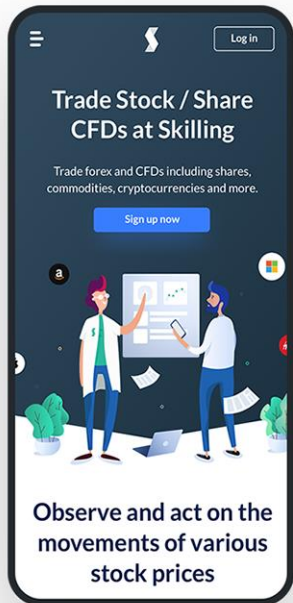 Log in
Trade Stock / Share
CFDs at Skilling
Trade forex and CFDs including shares,
commodities, cryptocurrencies and more.
Sign up now
a
Observe and act on the
movements of various
stock prices